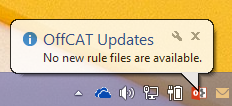 OffCAT Updates
No new rule files are available.